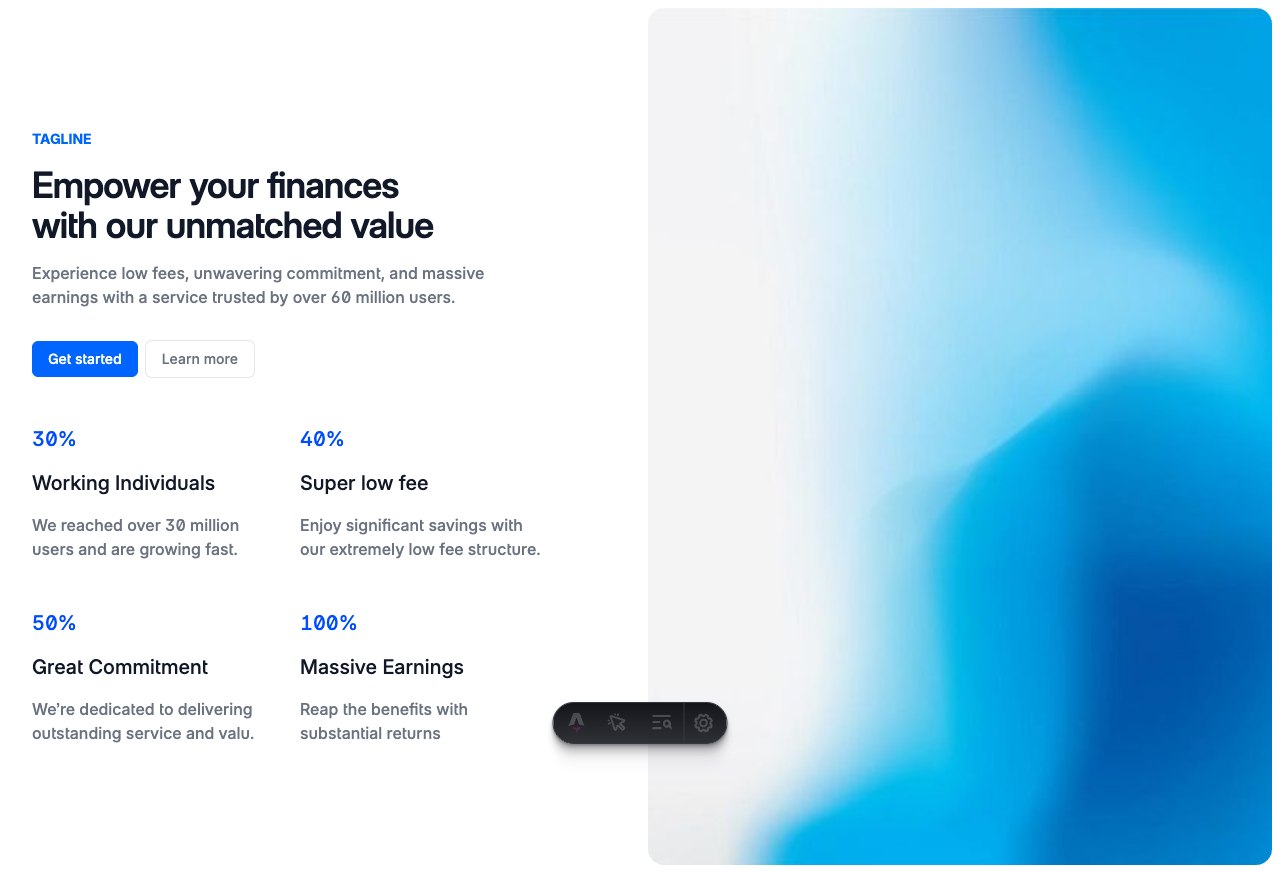 TAGLINE
Empower your finances
with our unmatched value
Experience low fees, unwavering commitment, and massive
earnings with a service trusted by over 60 million users.
Get started
Learn more
30%
Working Individuals
We reached over 30 million
users and are growing fast.
40%
Super low fee
Enjoy significant savings with
our extremely low fee structure.
50%
Great Commitment
We’re dedicated to delivering
outstanding service and valu.
100%
Massive Earnings
Reap the benefits with
substantial returns